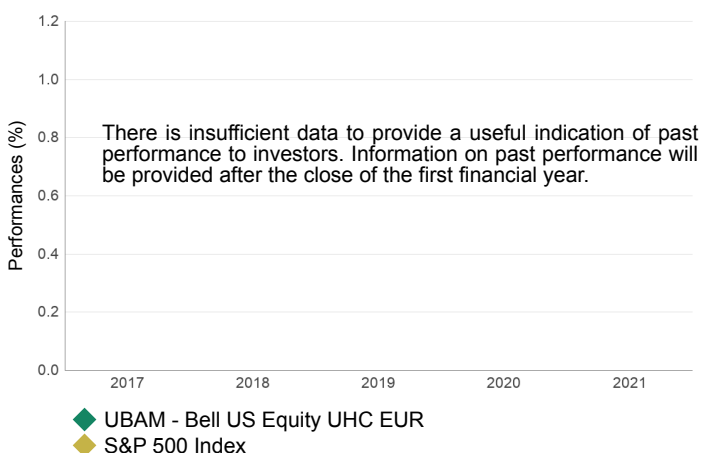 1.2
1.0
Performances (%)
0.8
There is insufficient data to provide a useful indication of past
performance to investors. Information on past performance will
be provided after the close of the first financial year.
0.6
0.4
0.2
0.0
2017 2018 2019 2020 2021
UBAM - Bell US Equity UHC EUR
S&P 500 Index